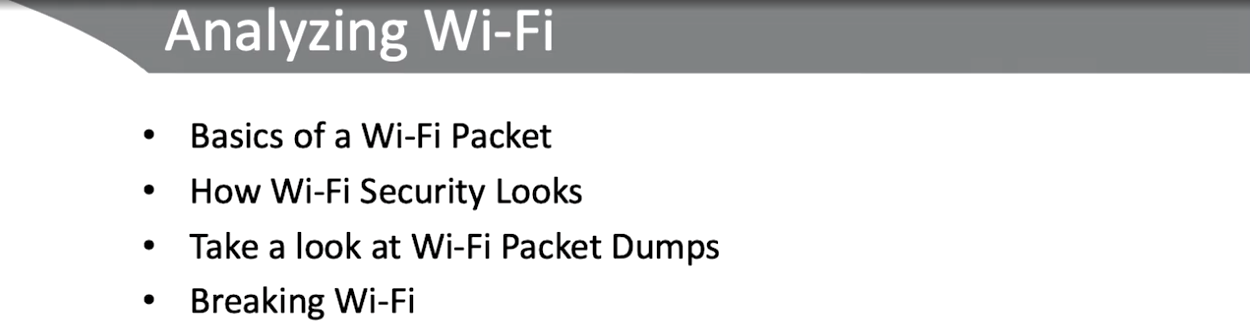 Analyzing Wi-Fi
• Basics of a Wi-Fi Packet
• How Wi-Fi Security Looks
• Take a look at Wi-Fi Packet Dumps
• Breaking Wi-Fi